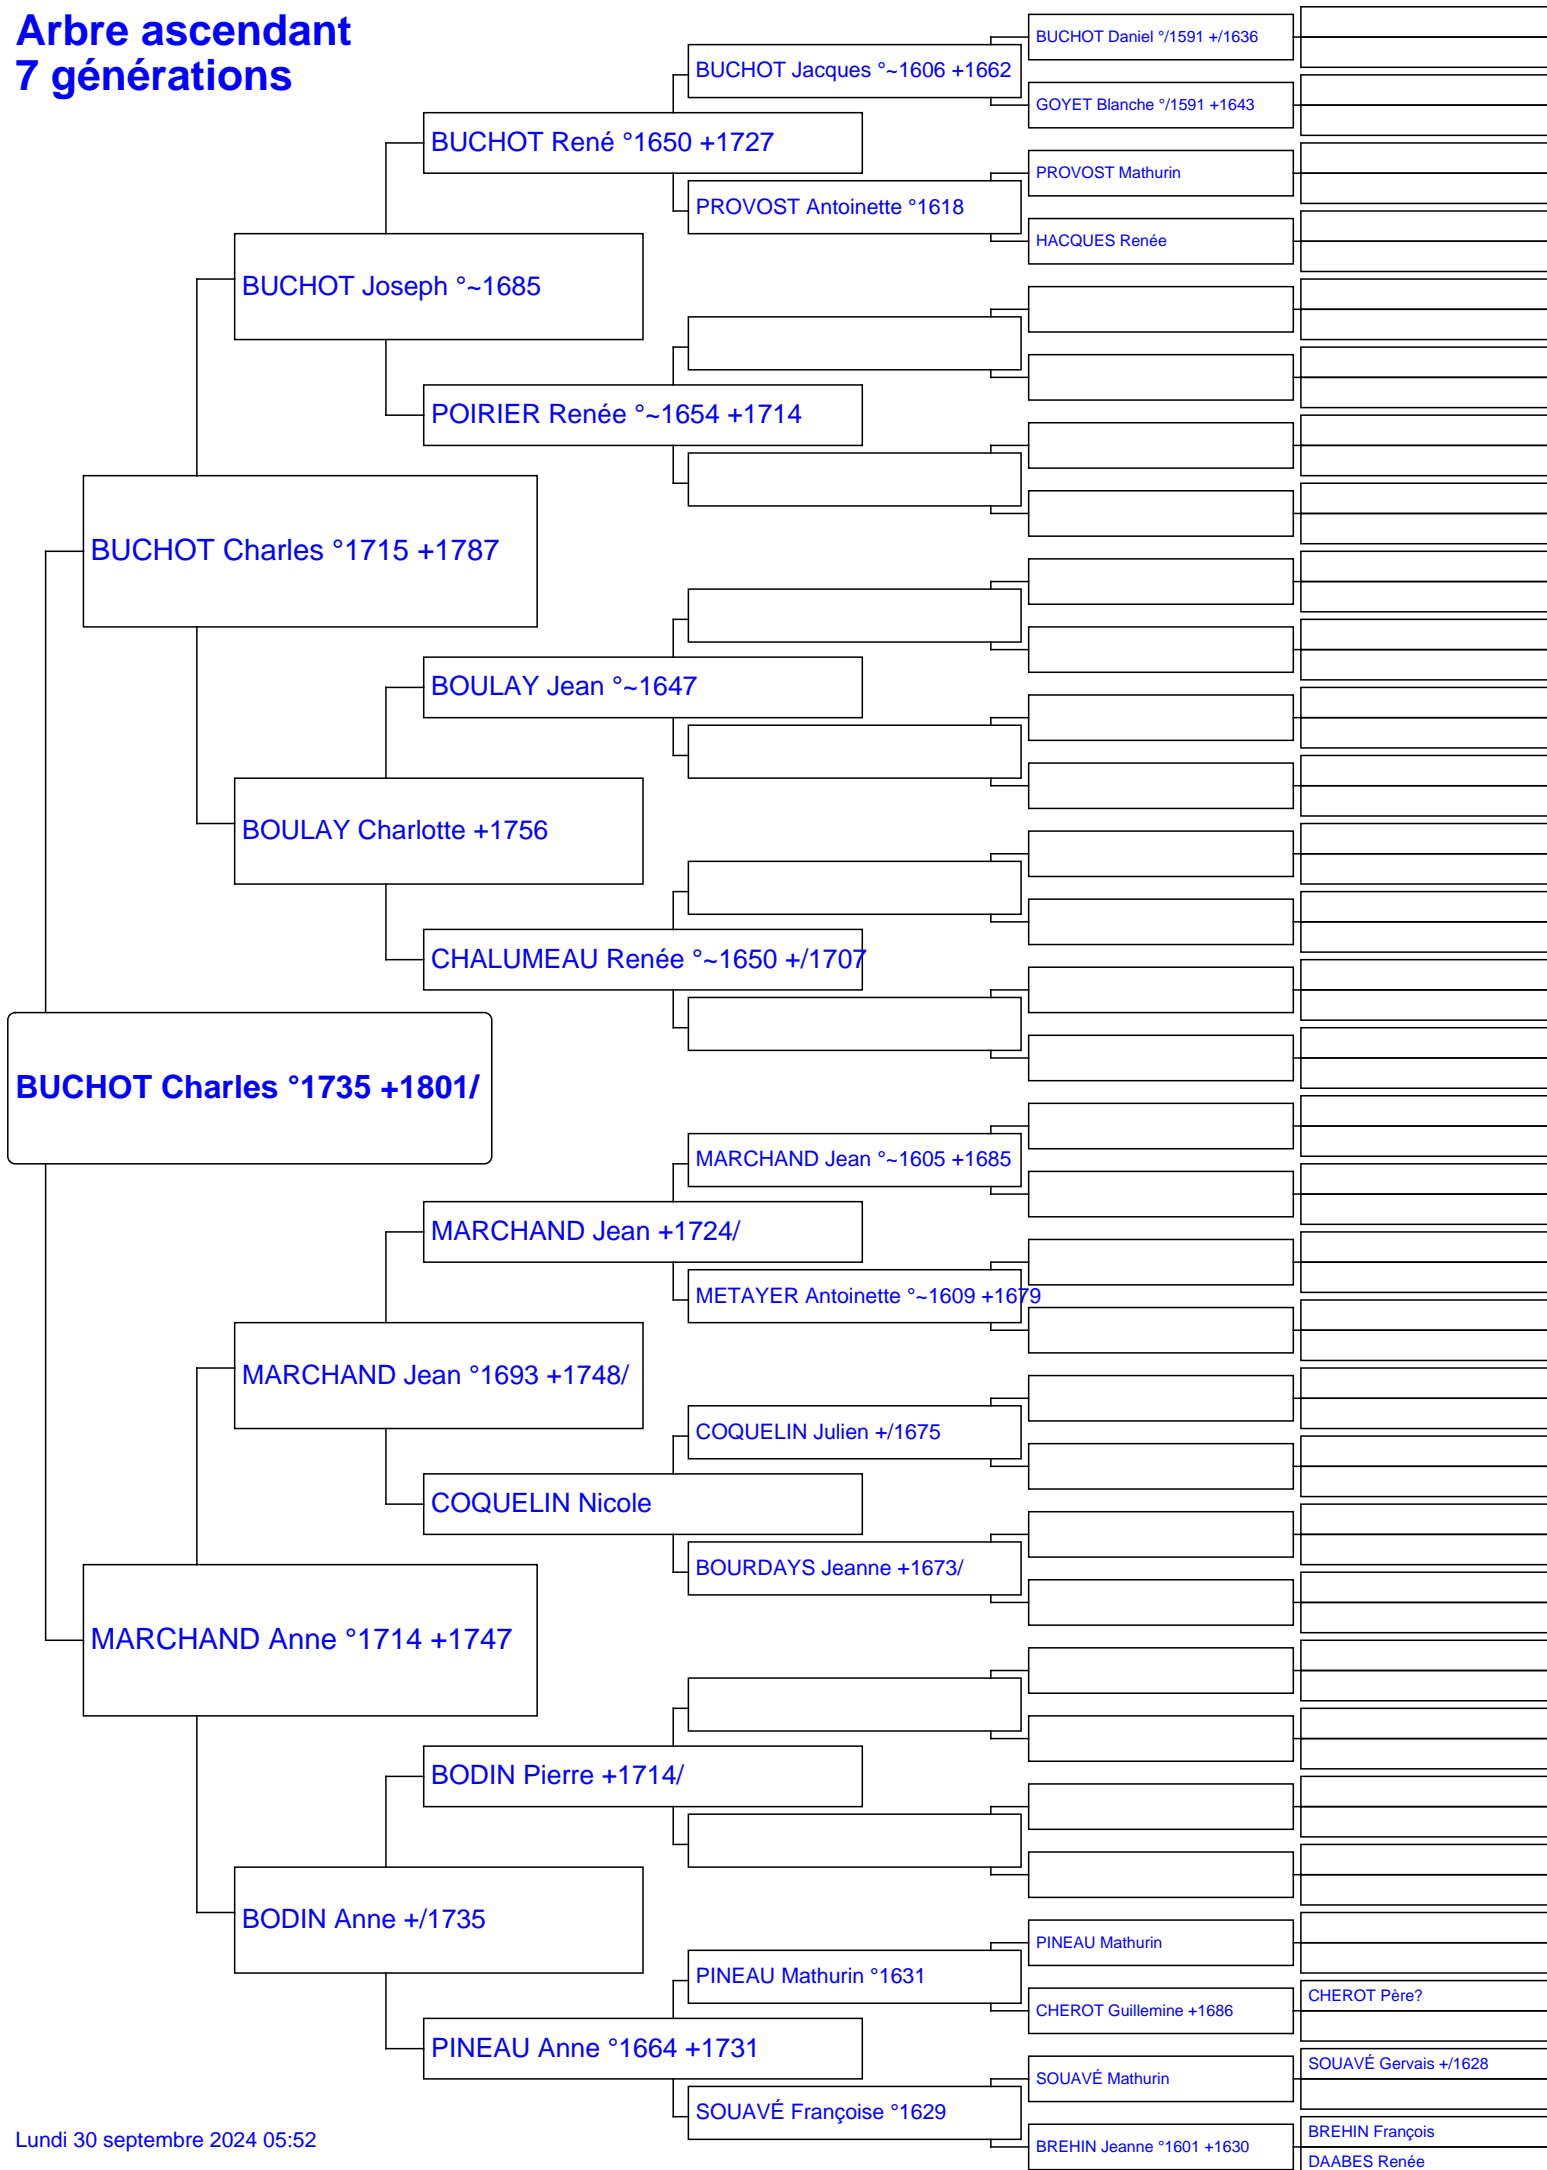 Arbre ascendant
7 générations
BUCHOT Daniel °/1591 +/1636
BUCHOT Jacques °~1606 +1662
GOYET Blanche °/1591 +1643
BUCHOT René °1650 +1727
PROVOST Mathurin
PROVOST Antoinette °1618
HACQUES Renée
BUCHOT Joseph °~1685
POIRIER Renée °~1654 +1714
BUCHOT Charles °1715 +1787
BOULAY Jean °~1647
BOULAY Charlotte +1756
CHALUMEAU Renée °~1650 +/1707
BUCHOT Charles °1735 +1801/
MARCHAND Jean °~1605 +1685
MARCHAND Jean +1724/
METAYER Antoinette °~1609 +1679
MARCHAND Jean °1693 +1748/
COQUELIN Julien +/1675
COQUELIN Nicole
BOURDAYS Jeanne +1673/
MARCHAND Anne °1714 +1747
BODIN Pierre +1714/
BODIN Anne +/1735
PINEAU Mathurin
PINEAU Mathurin °1631
CHEROT Père?
CHEROT Guillemine +1686
PINEAU Anne °1664 +1731
SOUAVÉ Gervais +/1628
SOUAVÉ Mathurin
SOUAVÉ Françoise °1629
BREHIN François
BREHIN Jeanne °1601 +1630
DAABES Renée
Lundi 30 septembre 2024 05:52